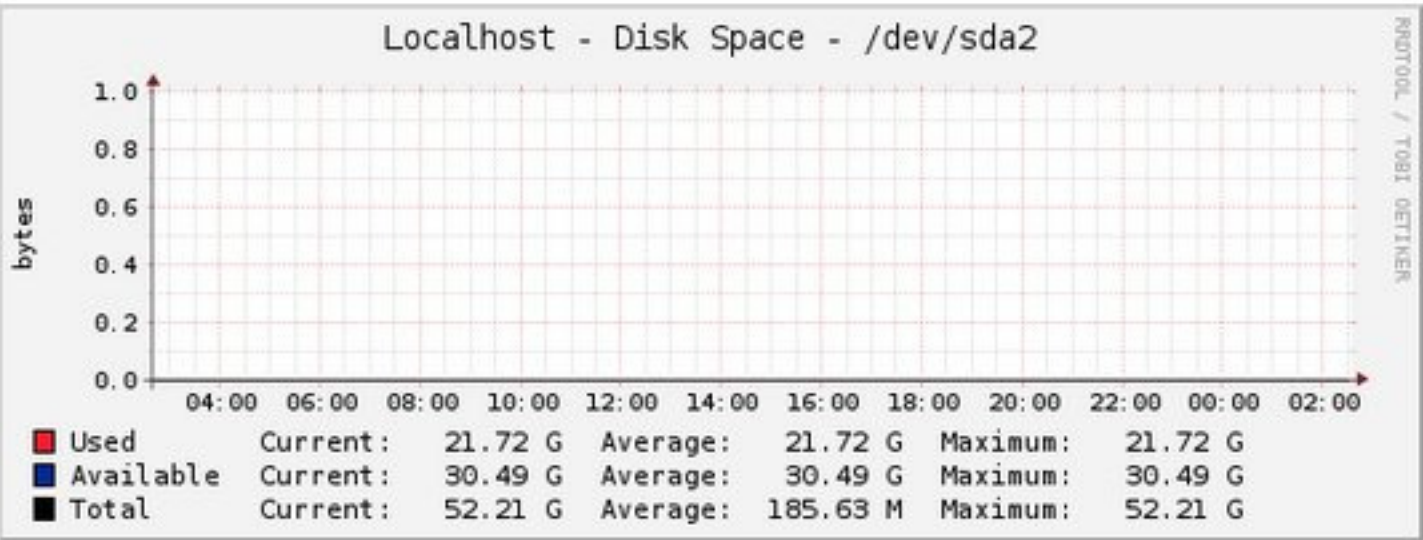 Localhost - Disk Space - /dev/sda2
RRDTOOL / TOBI OETIKER
bytes
1.0
0.8
0.6
0.4
0.2
0.0
04:00 06:00 08:00 10:00 12:00 14:00 16:00 18:00 20:00 22:00 00:00 02:00
Used Current: 21.72 G Average: 21.72 G Maximum: 21.72 G
Available Current: 30.49 G Average: 30.49 G Maximum: 30.49 G
Total Current: 52.21 G Average: 185.63 M Maximum: 52.21 G